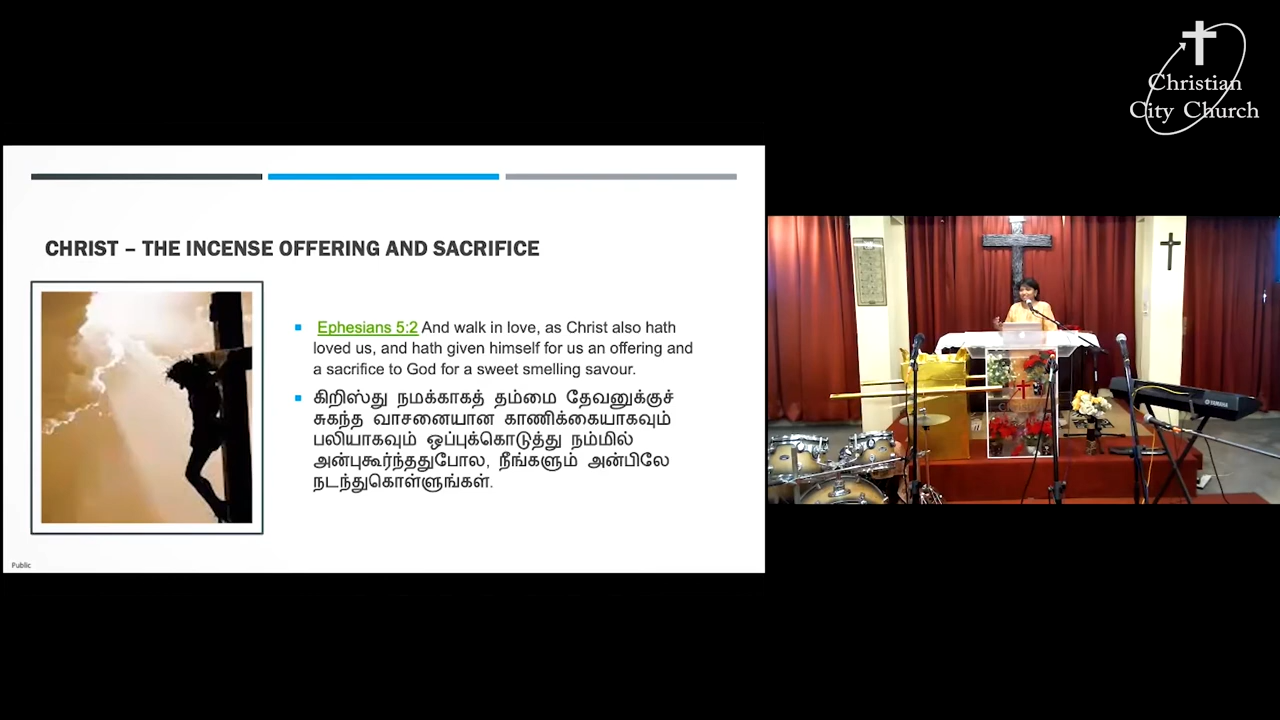 Christian
City Church
CHRIST – THE INCENSE OFFERING AND SACRIFICE
Ephesians 5:2 And walk in love, as Christ also hath
loved us, and hath given himself for us an offering and
a sacrifice to God for a sweet smelling savour.
கிறிஸ்து நமக்காகத் தம்மை தேவனுக்குச்
சுகந்த வாசனையான காணிக்கையாகவும்
பலியாகவும் ஒப்புக்கொடுத்து நம்மில்
அன்புகூர்ந்ததுபோல, நீங்களும் அன்பிலே
நடந்துகொள்ளுங்கள்.
Public
YAMAHA